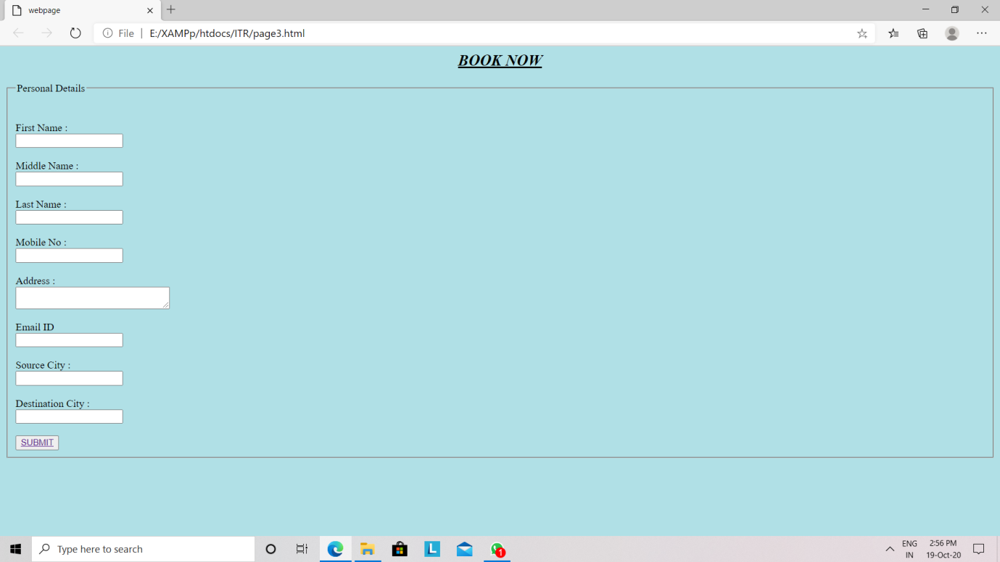 webpage
File | E:/XAMPp/htdocs/ITR/page3.html
BOOK NOW
Personal Details
First Name :
Middle Name :
Last Name :
Mobile No :
Address :
Email ID
Source City :
Destination City :
SUBMIT
Type here to search
L
1
ENG
IN
2:56 PM
19-Oct-20